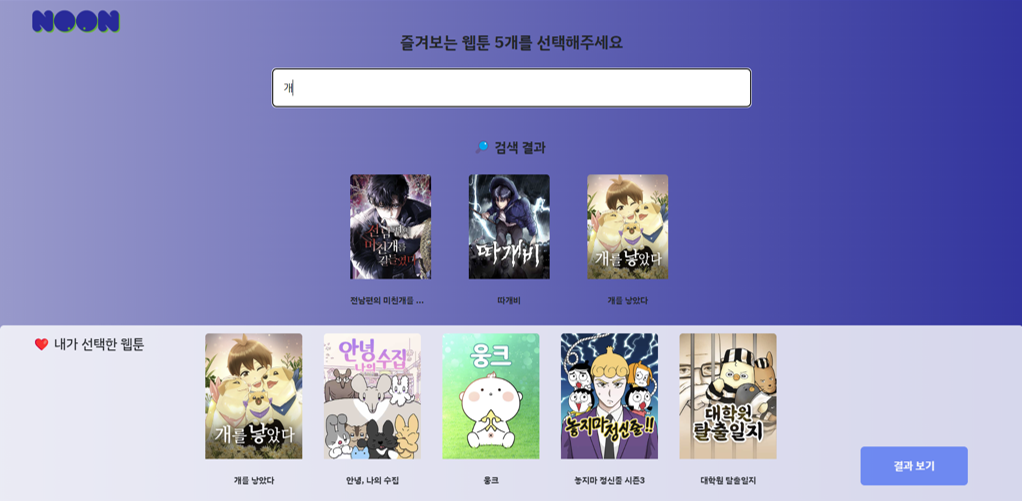 NOON
즐겨보는 웹툰 5개를 선택해주세요
개
검색 결과
전남편의
미친개를
길들였다
따개비
개를 낳았다
전남편의 미친개를 ...
따개비
개를 낳았다
내가 선택한 웹툰
개를 낳았다
안녕
나의 수집
웅크
놓지마 정신줄!!
대학원
탈출일지
개를 낳았다
안녕, 나의 수집
웅크
놓지마 정신줄 시즌3
대학원 탈출일지
결과 보기